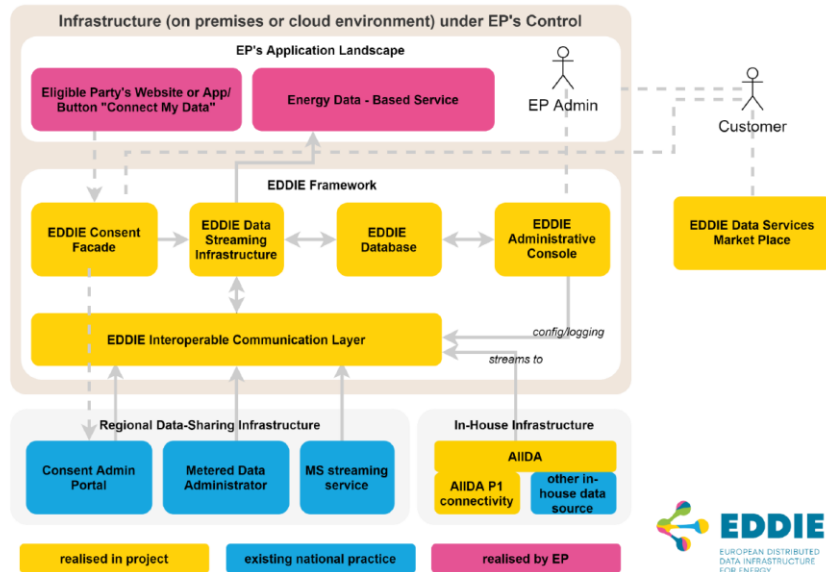 Infrastructure (on premises or cloud environment) under EP's Control
EP's Application Landscape
Eligible Party's Website or App/
Button "Connect My Data"
Energy Data - Based Service
EP Admin
Customer
EDDIE Framework
EDDIE Consent
Facade
EDDIE Data
Streaming
Infrastructure
EDDIE
Database
EDDIE
Administrative
Console
EDDIE Data Services
Market Place
EDDIE Interoperable Communication Layer
config/logging
streams to
Regional Data-Sharing Infrastructure
In-House Infrastructure
Consent Admin
Portal
Metered Data
Administrator
MS streaming
service
AIIDA
AIIDA P1
connectivity
other in-
house data
source
realised in project
existing national practice
realised by EP
EDDIE
EUROPEAN DISTRIBUTED
DATA INFRASTRUCTURE
FOR ENERGY